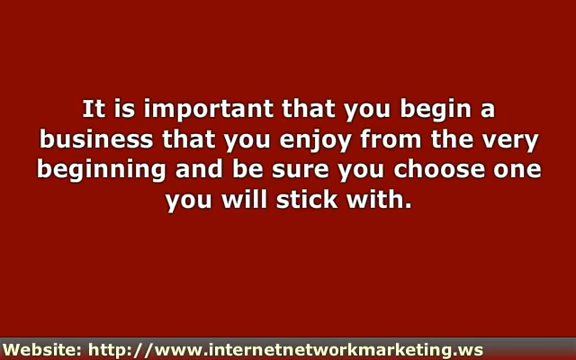 It is important that you begin a
business that you enjoy from the very
beginning and be sure you choose one
you will stick with.
Website: http://www.internetnetworkmarketing.ws